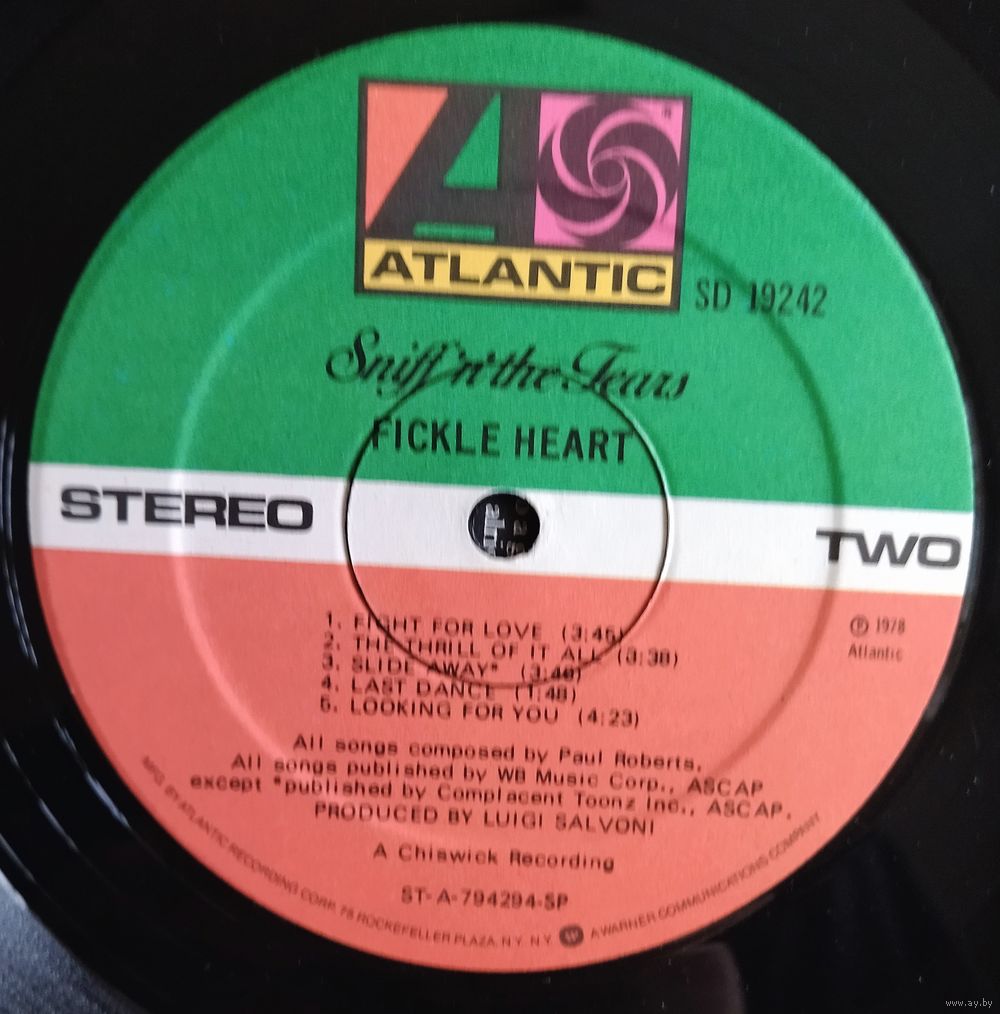 ATLANTIC
SD 19242
Sniff 'n' the Tears
FICKLE HEART
STEREO
TWO
1. FIGHT FOR LOVE (3:45)
2. THE THRILL OF IT ALL (3:38)
3. SLIDE AWAY* (3:40)
4. LAST DANCE (1:48)
5. LOOKING FOR YOU (4:23)
℗ 1978
Atlantic
All songs composed by Paul Roberts.
All songs published by WB Music Corp., ASCAP
except *published by Complacent Toonz Inc., ASCAP.
PRODUCED BY LUIGI SALVONI
A Chiswick Recording
ST-A-794294-SP
MFG. BY ATLANTIC RECORDING CORP. 75 ROCKEFELLER PLAZA. N.Y. N.Y. A WARNER COMMUNICATIONS COMPANY
www.ay.by